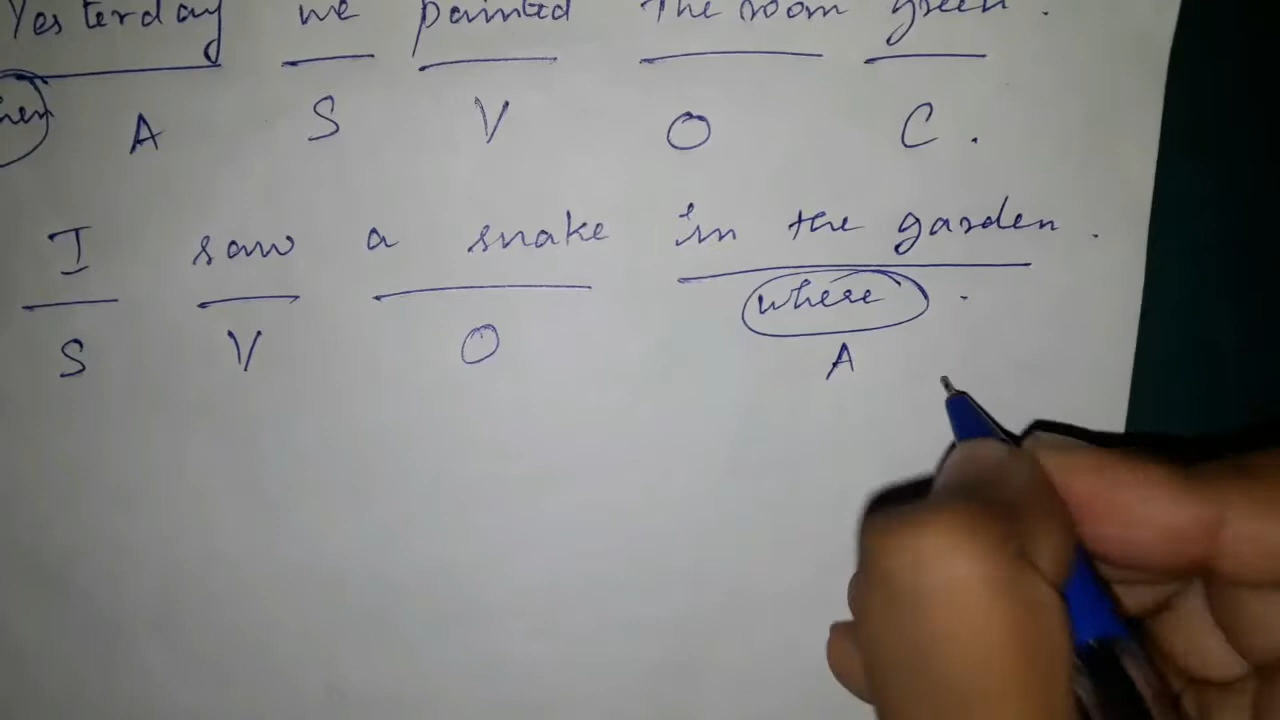 Yesterday we painted the room green.
A S V O C.
I saw a snake in the garden.
where .
S V O A